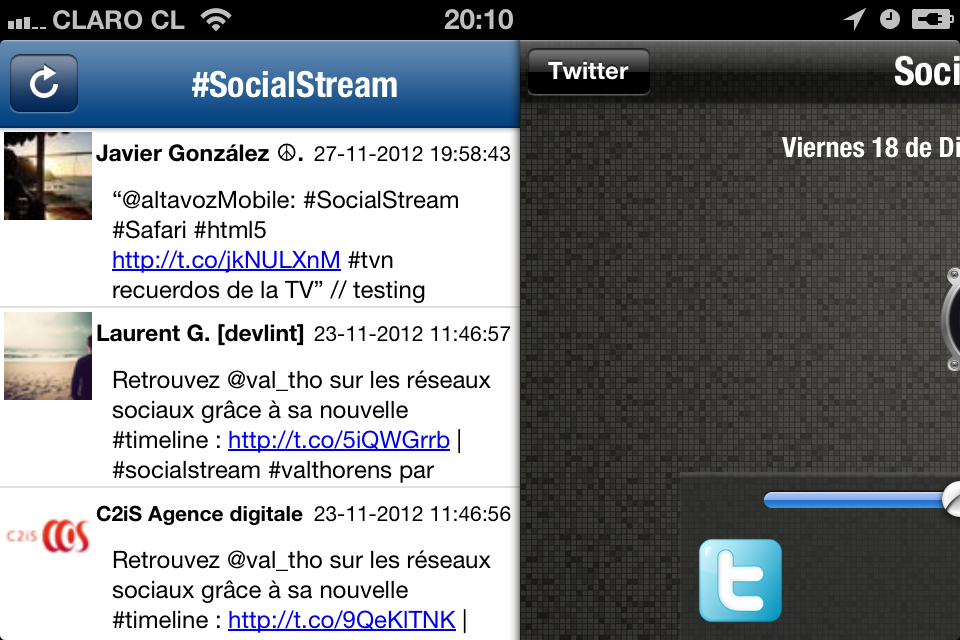 CLARO CL
20:10
#SocialStream
Javier González ☮. 27-11-2012 19:58:43
“@altavozMobile: #SocialStream
#Safari #html5
http://t.co/jkNULXnM #tvn
recuerdos de la TV” // testing
Laurent G. [devlint] 23-11-2012 11:46:57
Retrouvez @val_tho sur les réseaux
sociaux grâce à sa nouvelle
#timeline : http://t.co/5iQWGrrb |
#socialstream #valthorens par
C2iS
C2iS Agence digitale 23-11-2012 11:46:56
Retrouvez @val_tho sur les réseaux
sociaux grâce à sa nouvelle
#timeline : http://t.co/9QeKlTNK |
Twitter
Soci
Viernes 18 de Di